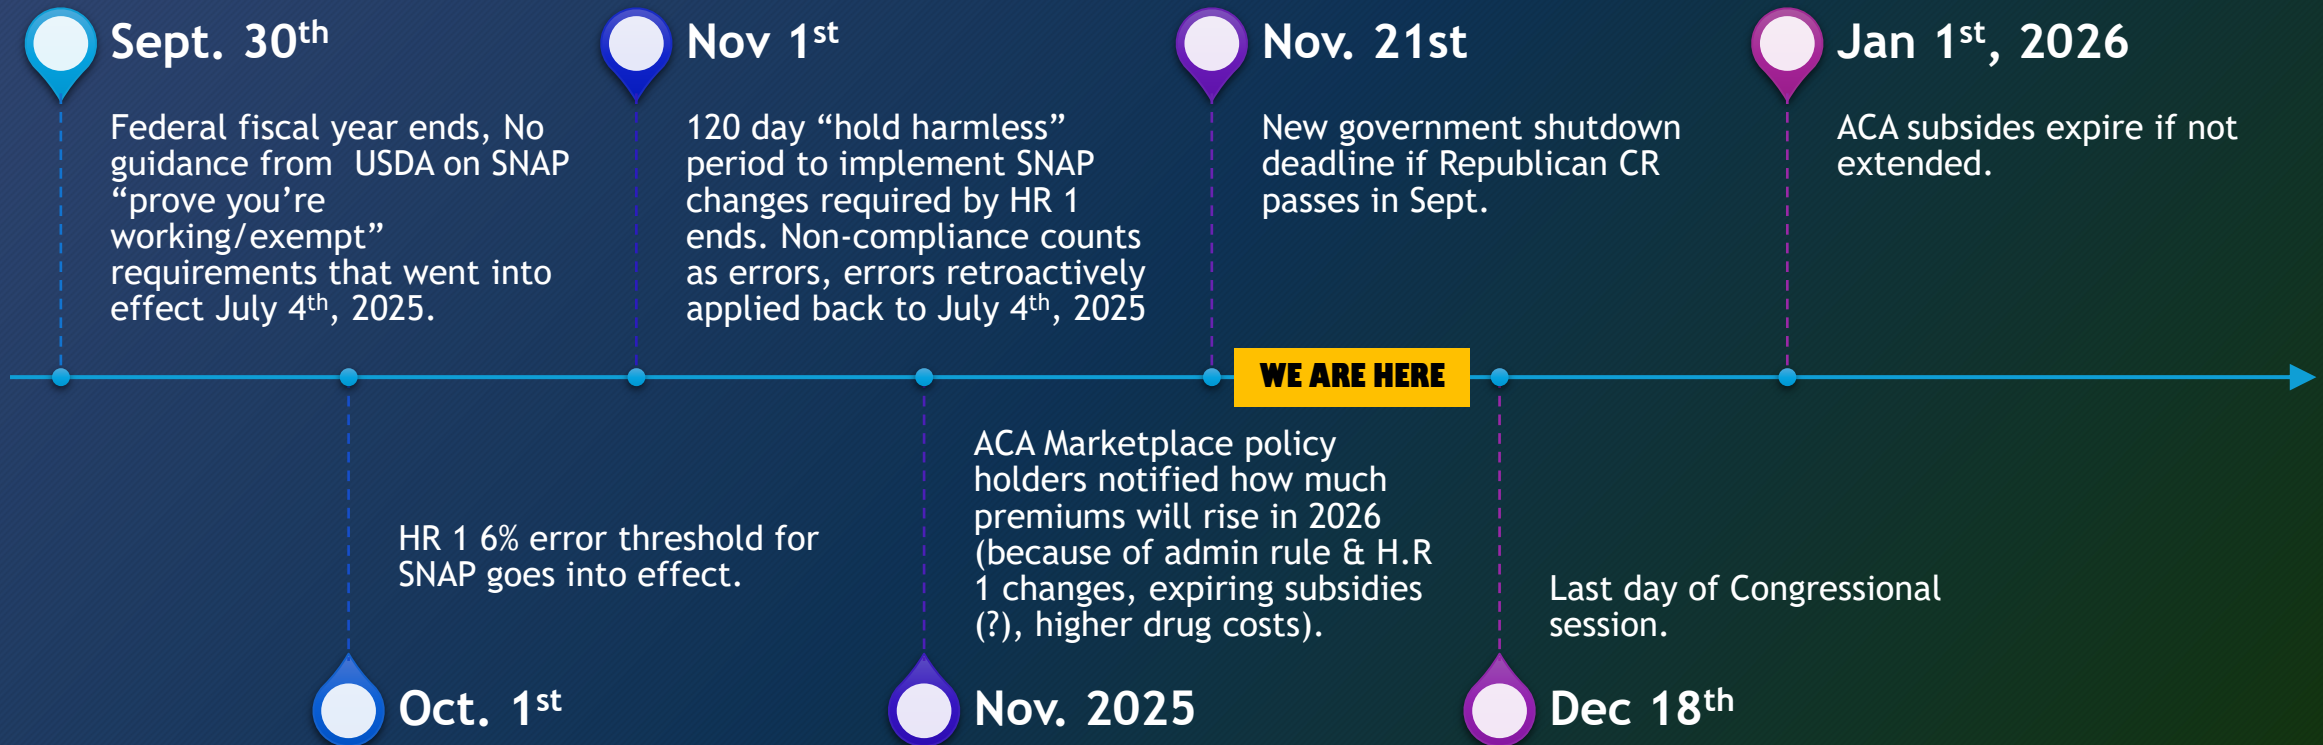 Sept. 30th
Federal fiscal year ends, No
guidance from USDA on SNAP
“prove you’re
working/exempt”
requirements that went into
effect July 4th, 2025.
Nov 1st
120 day “hold harmless”
period to implement SNAP
changes required by HR 1
ends. Non-compliance counts
as errors, errors retroactively
applied back to July 4th, 2025
Nov. 21st
New government shutdown
deadline if Republican CR
passes in Sept.
Jan 1st, 2026
ACA subsides expire if not
extended.
WE ARE HERE
HR 1 6% error threshold for
SNAP goes into effect.
Oct. 1st
ACA Marketplace policy
holders notified how much
premiums will rise in 2026
(because of admin rule & H.R
1 changes, expiring subsidies
(?), higher drug costs).
Nov. 2025
Last day of Congressional
session.
Dec 18th